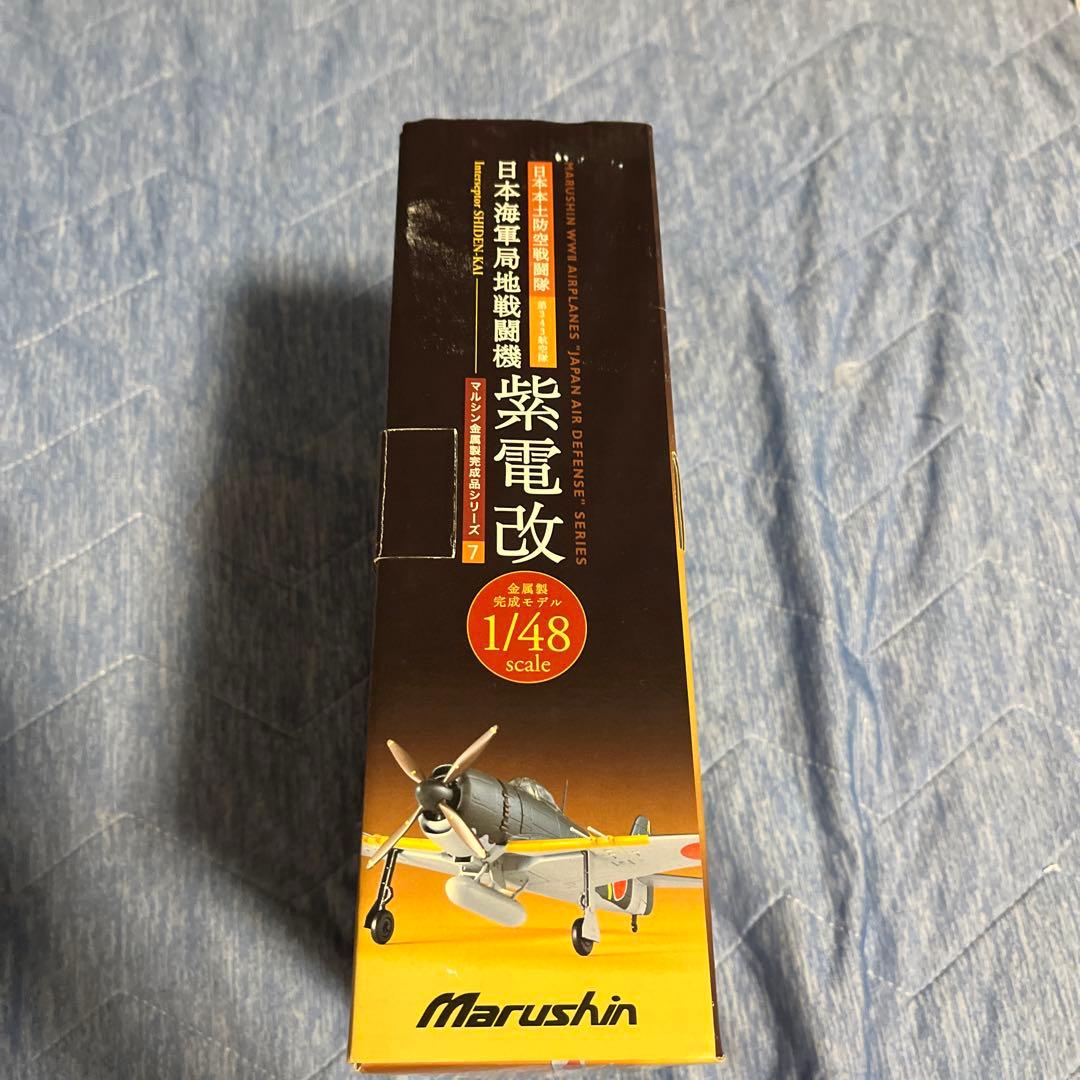 MARUSHIN WWII AIRPLANES "JAPAN AIR DEFENSE" SERIES
日本本土防空戦闘隊 第343航空隊
日本海軍局地戦闘機 紫電改
Interseptor SHIDEN-KAI
マルシン金属製完成品シリーズ 7
金属製
完成モデル
1/48
scale
Marushin